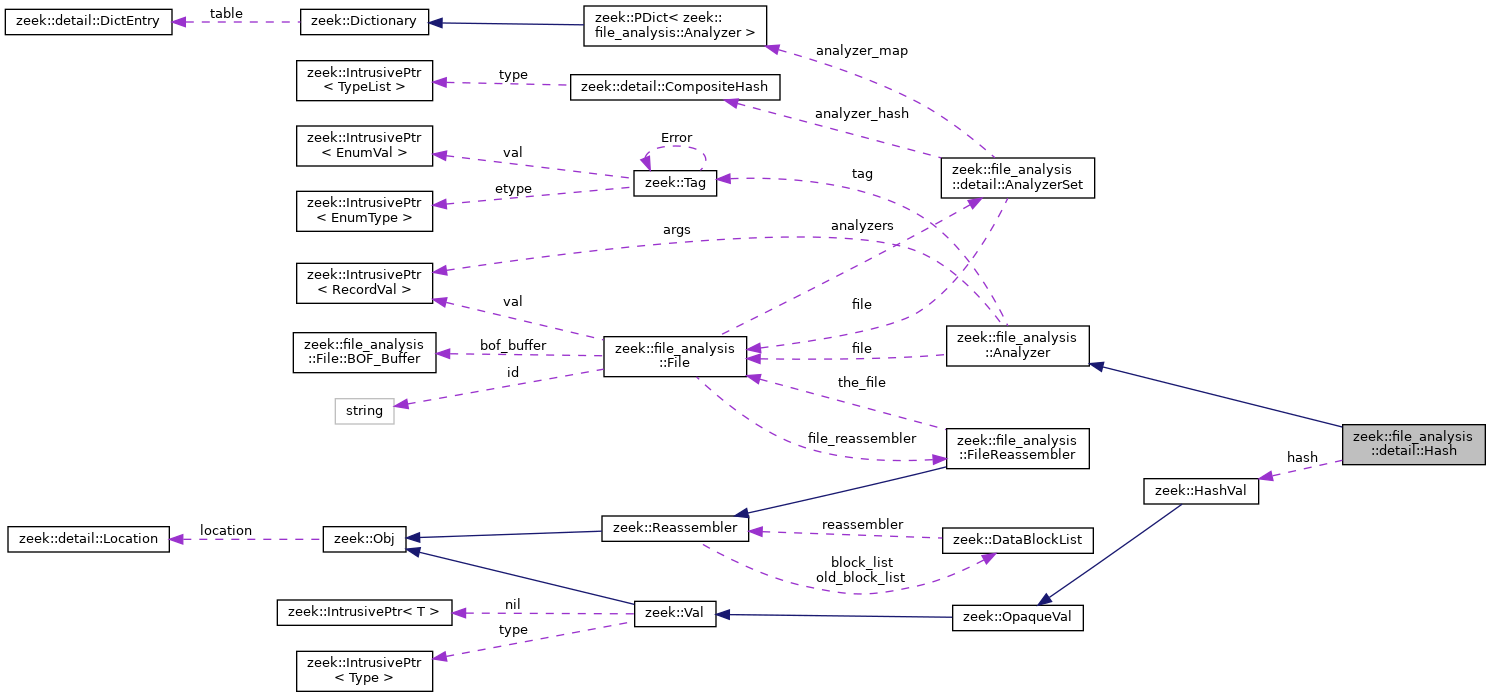 zeek::detail::DictEntry
table
zeek::Dictionary
zeek::PDict< zeek::
file_analysis::Analyzer >
analyzer_map
zeek::IntrusivePtr
< TypeList >
type
zeek::detail::CompositeHash
analyzer_hash
zeek::IntrusivePtr
< EnumVal >
val
Error
zeek::Tag
tag
zeek::file_analysis
::detail::AnalyzerSet
zeek::IntrusivePtr
< EnumType >
etype
args
analyzers
zeek::IntrusivePtr
< RecordVal >
val
file
zeek::file_analysis
::File::BOF_Buffer
bof_buffer
zeek::file_analysis
::File
file
zeek::file_analysis
::Analyzer
id
string
the_file
file_reassembler
zeek::file_analysis
::FileReassembler
zeek::file_analysis
::detail::Hash
hash
zeek::HashVal
zeek::detail::Location
location
zeek::Obj
zeek::Reassembler
reassembler
zeek::DataBlockList
block_list
old_block_list
zeek::IntrusivePtr< T >
nil
zeek::Val
zeek::OpaqueVal
type
zeek::IntrusivePtr
< Type >